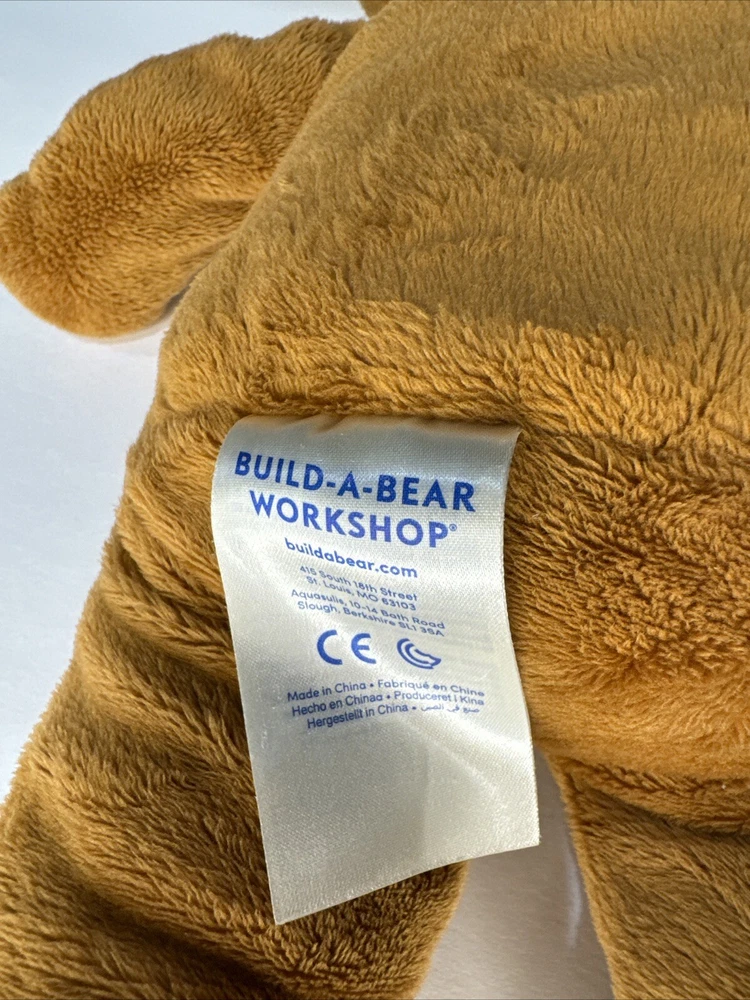 BUILD-A-BEAR
WORKSHOP®
buildabear.com
415 South 18th Street
St. Louis, MO 63103
Aquasulis, 10-14 Bath Road
Slough, Berkshire SL1 3SA
CE
Made in China • Fabriqué en Chine
Hecho en Chinaa • Produceret i Kina
Hergestellt in China • صنع في الصين